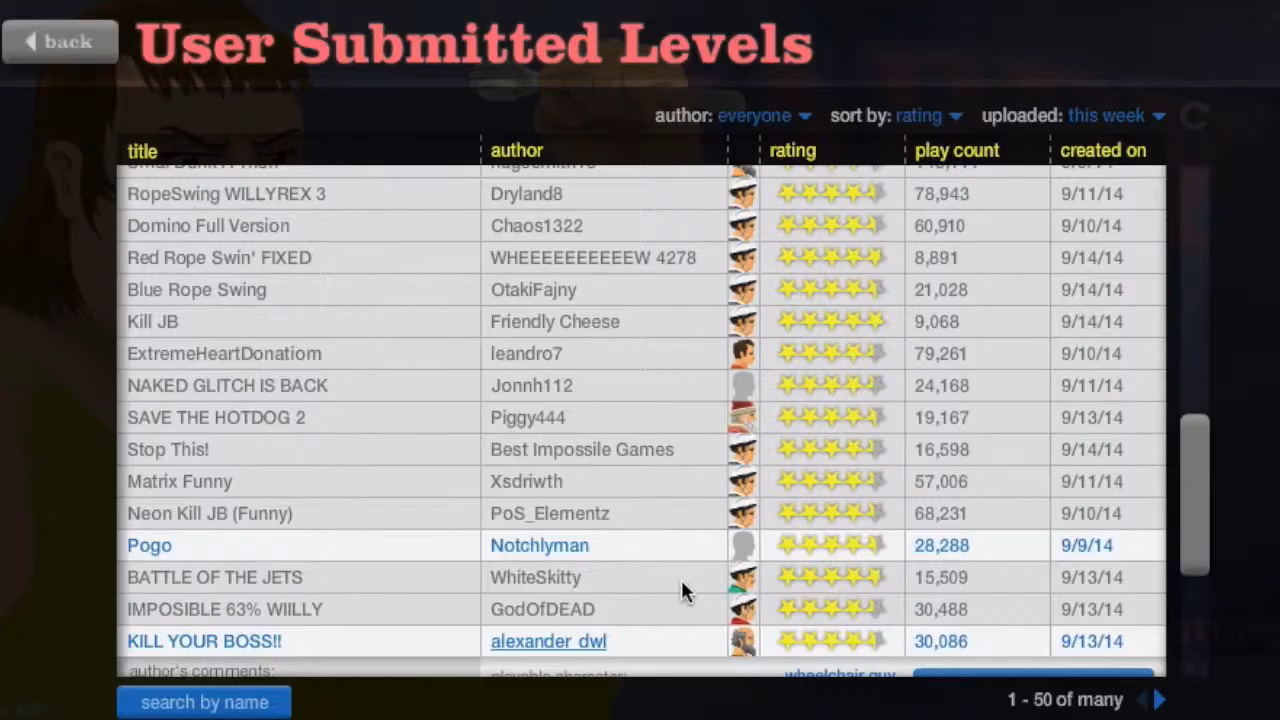 back
User Submitted Levels
author: everyone sort by: rating uploaded: this week
title author rating play count created on
RopeSwing WILLYREX 3 Dryland8 78,943 9/11/14
Domino Full Version Chaos1322 60,910 9/10/14
Red Rope Swin' FIXED WHEEEEEEEEEEW 4278 8,891 9/14/14
Blue Rope Swing OtakiFajny 21,028 9/14/14
Kill JB Friendly Cheese 9,068 9/14/14
ExtremeHeartDonatiom leandro7 79,261 9/10/14
NAKED GLITCH IS BACK Jonnh112 24,168 9/11/14
SAVE THE HOTDOG 2 Piggy444 19,167 9/13/14
Stop This! Best Impossile Games 16,598 9/14/14
Matrix Funny Xsdriwth 57,006 9/11/14
Neon Kill JB (Funny) PoS_Elementz 68,231 9/10/14
Pogo Notchlyman 28,288 9/9/14
BATTLE OF THE JETS WhiteSkitty 15,509 9/13/14
IMPOSIBLE 63% WIILLY GodOfDEAD 30,488 9/13/14
KILL YOUR BOSS!! alexander dwl 30,086 9/13/14
author's comments: playable character: wheelchair guy
search by name 1 - 50 of many